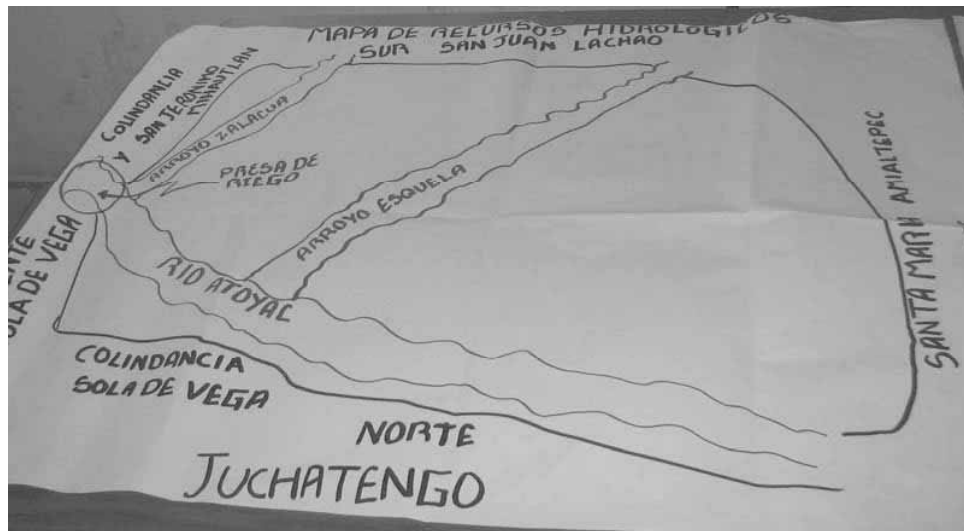 MAPA DE RECURSOS HIDROLOGICOS
SUR SAN JUAN LACHAO
COLINDANCIA
Y SAN JERONIMO
ARROYO ZALACUA
PRESA DE
RIEGO
ARROYO ESQUELA
SANTA MARIA AMIALTEPEC
SOLA DE VEGA
RIO ATOYAC
COLINDANCIA
SOLA DE VEGA
NORTE
JUCHATENGO